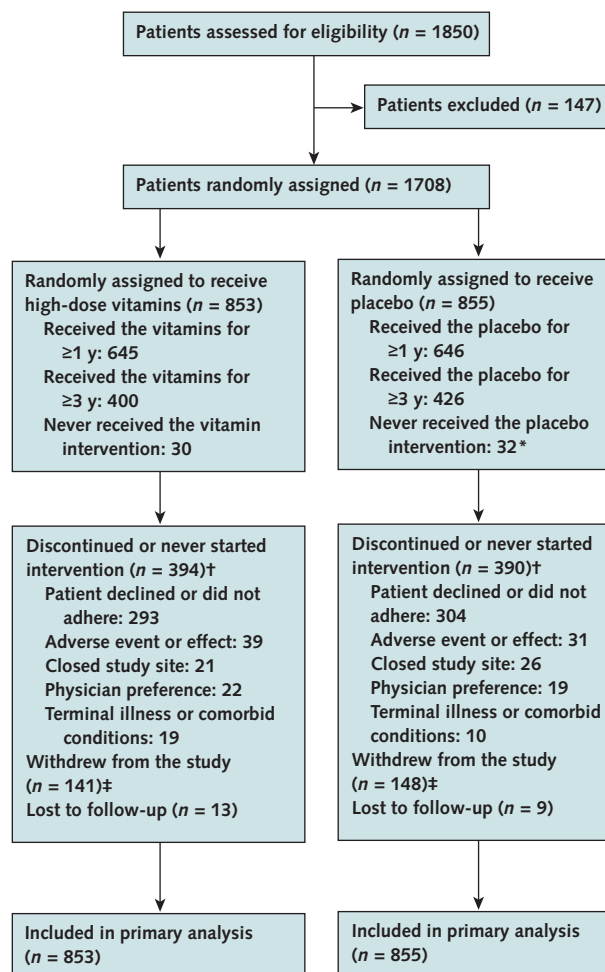 Patients assessed for eligibility (n = 1850)
Patients excluded (n = 147)
Patients randomly assigned (n = 1708)
Randomly assigned to receive
high-dose vitamins (n = 853)
Received the vitamins for
≥1 y: 645
Received the vitamins for
≥3 y: 400
Never received the vitamin
intervention: 30
Randomly assigned to receive
placebo (n = 855)
Received the placebo for
≥1 y: 646
Received the placebo for
≥3 y: 426
Never received the placebo
intervention: 32*
Discontinued or never started
intervention (n = 394)†
Patient declined or did not
adhere: 293
Adverse event or effect: 39
Closed study site: 21
Physician preference: 22
Terminal illness or comorbid
conditions: 19
Withdrew from the study
(n = 141)‡
Lost to follow-up (n = 13)
Discontinued or never started
intervention (n = 390)†
Patient declined or did not
adhere: 304
Adverse event or effect: 31
Closed study site: 26
Physician preference: 19
Terminal illness or comorbid
conditions: 10
Withdrew from the study
(n = 148)‡
Lost to follow-up (n = 9)
Included in primary analysis
(n = 853)
Included in primary analysis
(n = 855)